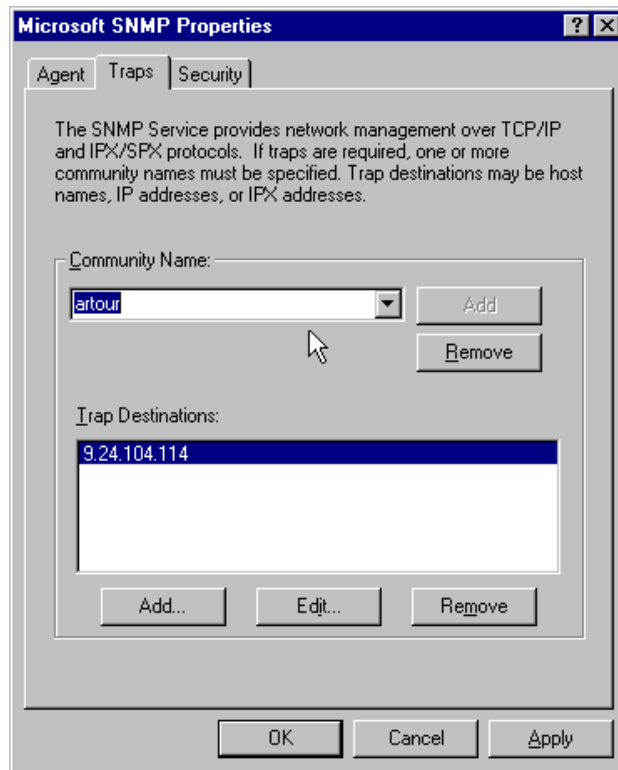 Microsoft SNMP Properties
Agent Traps Security
The SNMP Service provides network management over TCP/IP
and IPX/SPX protocols. If traps are required, one or more
community names must be specified. Trap destinations may be host
names, IP addresses, or IPX addresses.
Community Name:
artour Add
Remove
Trap Destinations:
9.24.104.114
Add... Edit... Remove
OK Cancel Apply